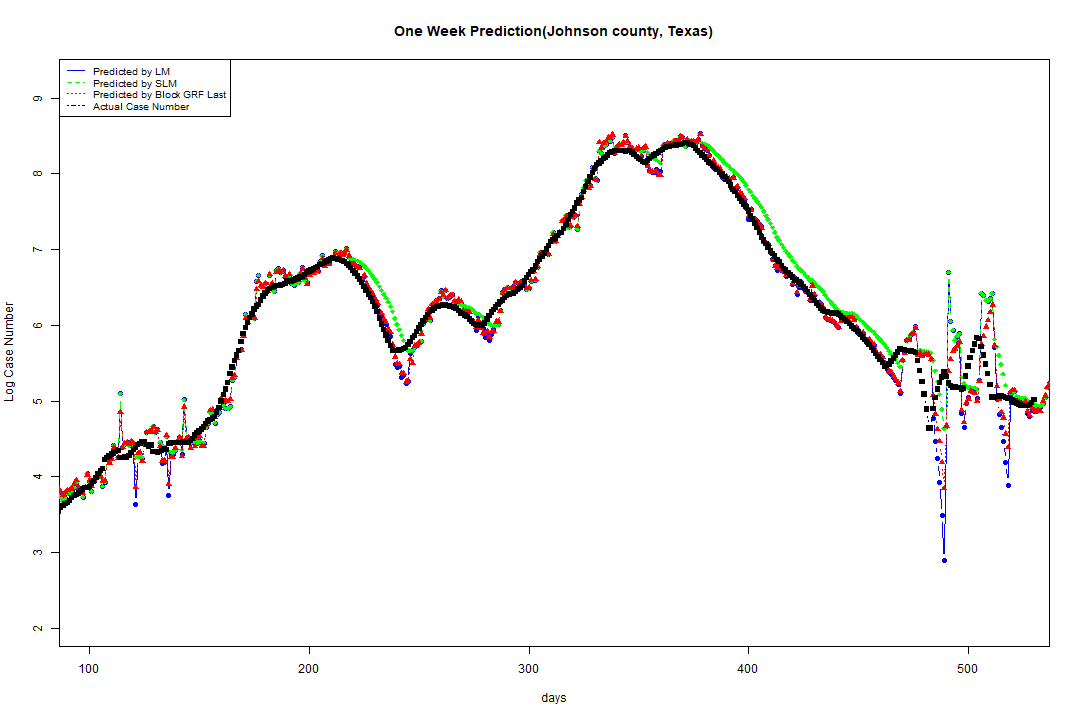 One Week Prediction(Johnson county, Texas)
Predicted by LM
Predicted by SLM
Predicted by Block GRF Last
Actual Case Number
9
8
7
6
5
4
3
2
Log Case Number
100 200 300 400 500
days